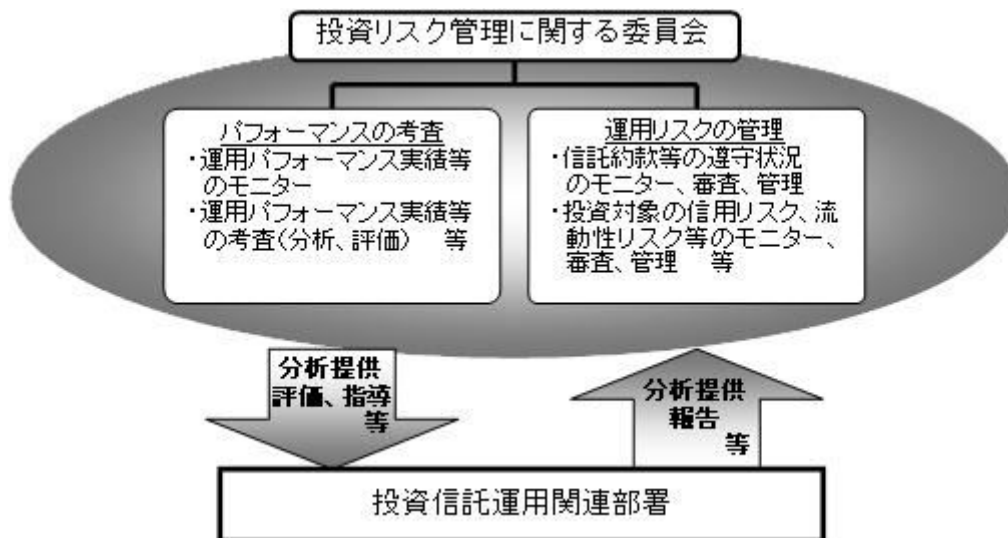 投資リスク管理に関する委員会
パフォーマンスの考査
・運用パフォーマンス実績等
のモニター
・運用パフォーマンス実績等
の考査(分析、評価) 等
運用リスクの管理
・信託約款等の遵守状況
のモニター、審査、管理
・投資対象の信用リスク、流
動性リスク等のモニター、
審査、管理 等
分析提供
評価、指導
等
分析提供
報告
等
投資信託運用関連部署